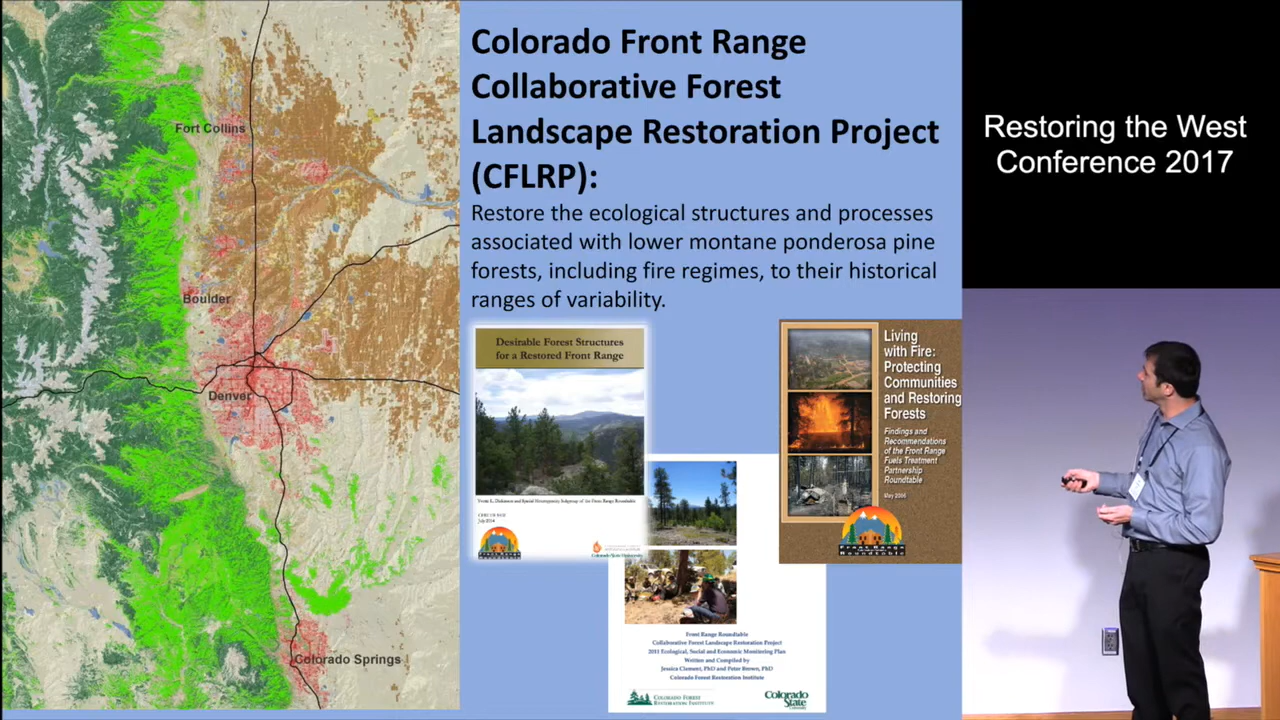 Colorado Front Range
Collaborative Forest
Landscape Restoration Project
(CFLRP):
Restore the ecological structures and processes
associated with lower montane ponderosa pine
forests, including fire regimes, to their historical
ranges of variability.
Restoring the West
Conference 2017
Fort Collins
Boulder
Denver
Colorado Springs
Desirable Forest Structures
for a Restored Front Range
July 2014
Living
with Fire:
Protecting
Communities
and Restoring
Forests
Findings and
Recommendations
of the Front Range
Fuels Treatment
Partnership
Roundtable
May 2006
Front Range
Roundtable
Front Range Roundtable
Collaborative Forest Landscape Restoration Project
2011 Ecological, Social and Economic Monitoring Plan
Written and Compiled by
Jessica Clement, PhD and Peter Brown, PhD
Colorado Forest Restoration Institute
Colorado Forest
Restoration Institute
Colorado
State